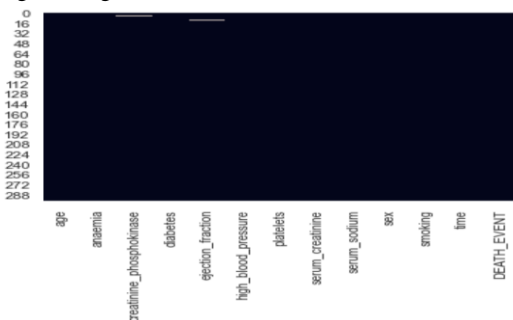 0
16
32
48
64
80
96
112
128
144
160
176
192
208
224
240
256
272
288
age
anaemia
creatinine_phosphokinase
diabetes
ejection_fraction
high_blood_pressure
platelets
serum_creatinine
serum_sodium
sex
smoking
time
DEATH_EVENT